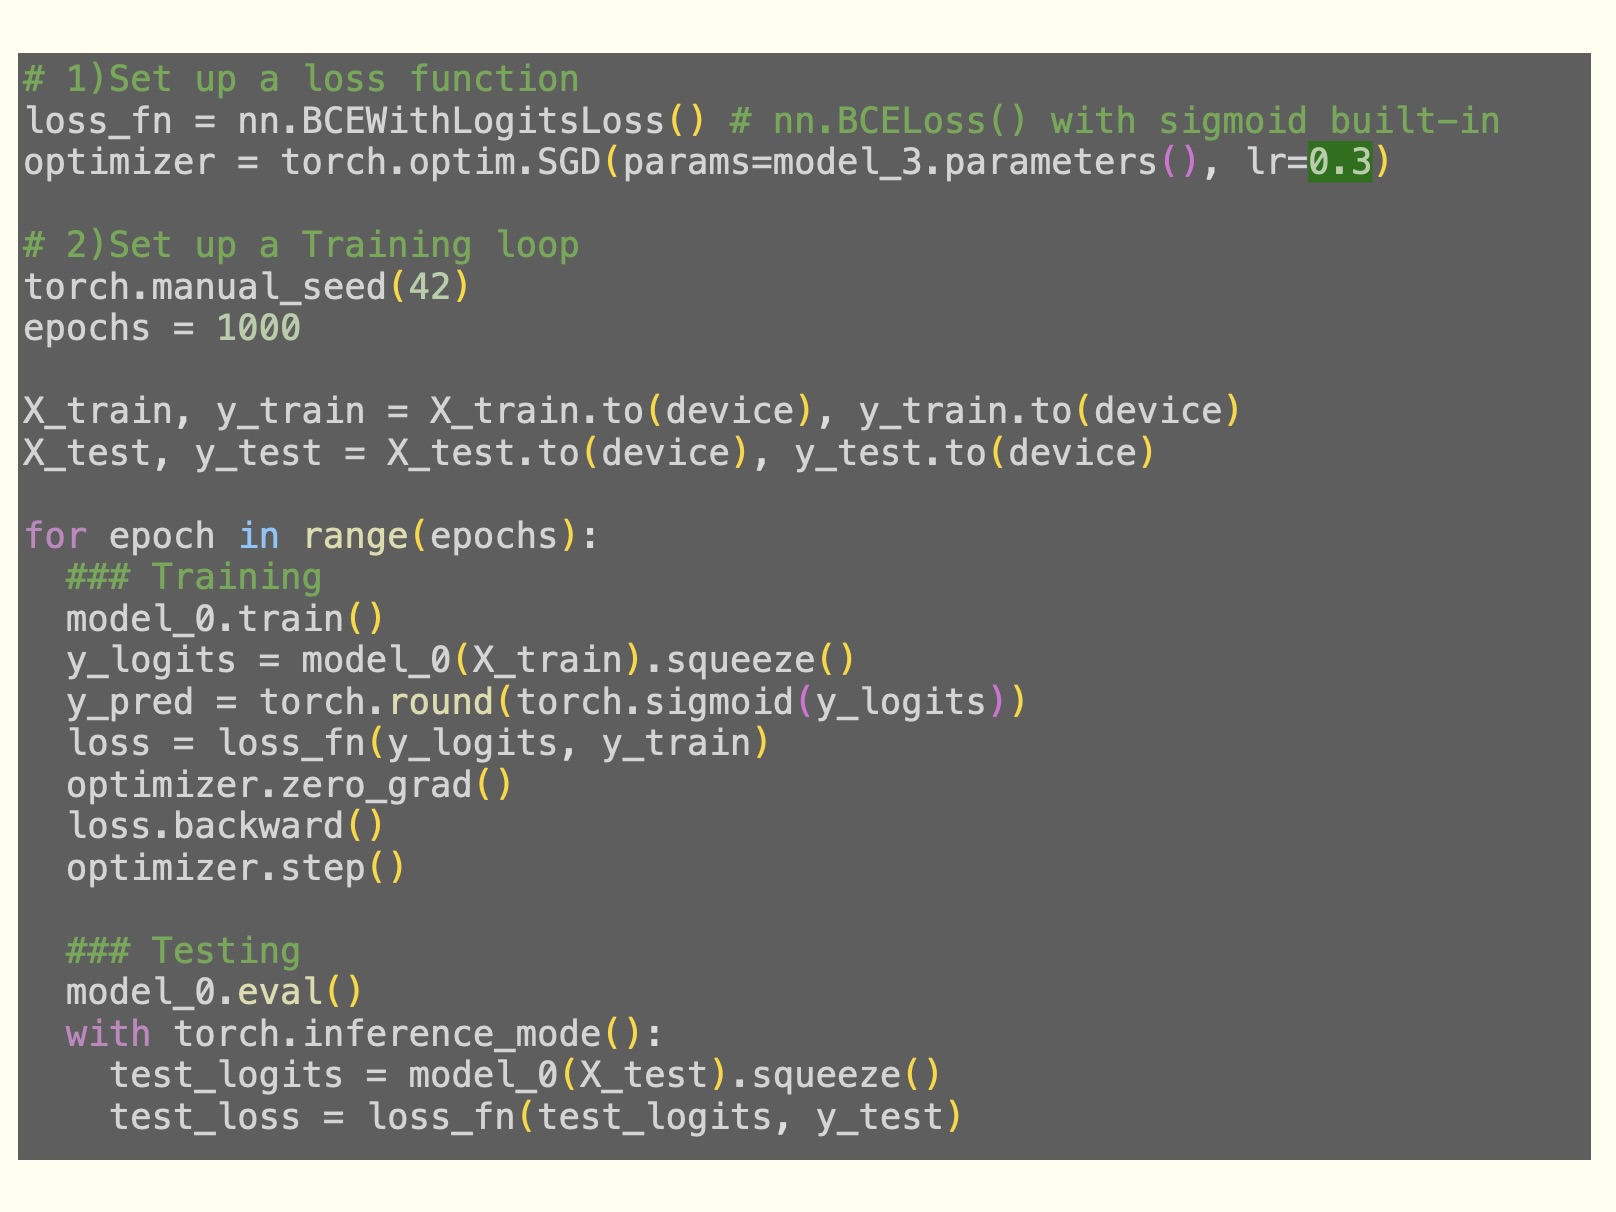 # 1)Set up a loss function
loss_fn = nn.BCEWithLogitsLoss() # nn.BCELoss() with sigmoid built-in
optimizer = torch.optim.SGD(params=model_3.parameters(), lr=0.3)

# 2)Set up a Training loop
torch.manual_seed(42)
epochs = 1000

X_train, y_train = X_train.to(device), y_train.to(device)
X_test, y_test = X_test.to(device), y_test.to(device)

for epoch in range(epochs):
  ### Training
  model_0.train()
  y_logits = model_0(X_train).squeeze()
  y_pred = torch.round(torch.sigmoid(y_logits))
  loss = loss_fn(y_logits, y_train)
  optimizer.zero_grad()
  loss.backward()
  optimizer.step()

  ### Testing
  model_0.eval()
  with torch.inference_mode():
    test_logits = model_0(X_test).squeeze()
    test_loss = loss_fn(test_logits, y_test)